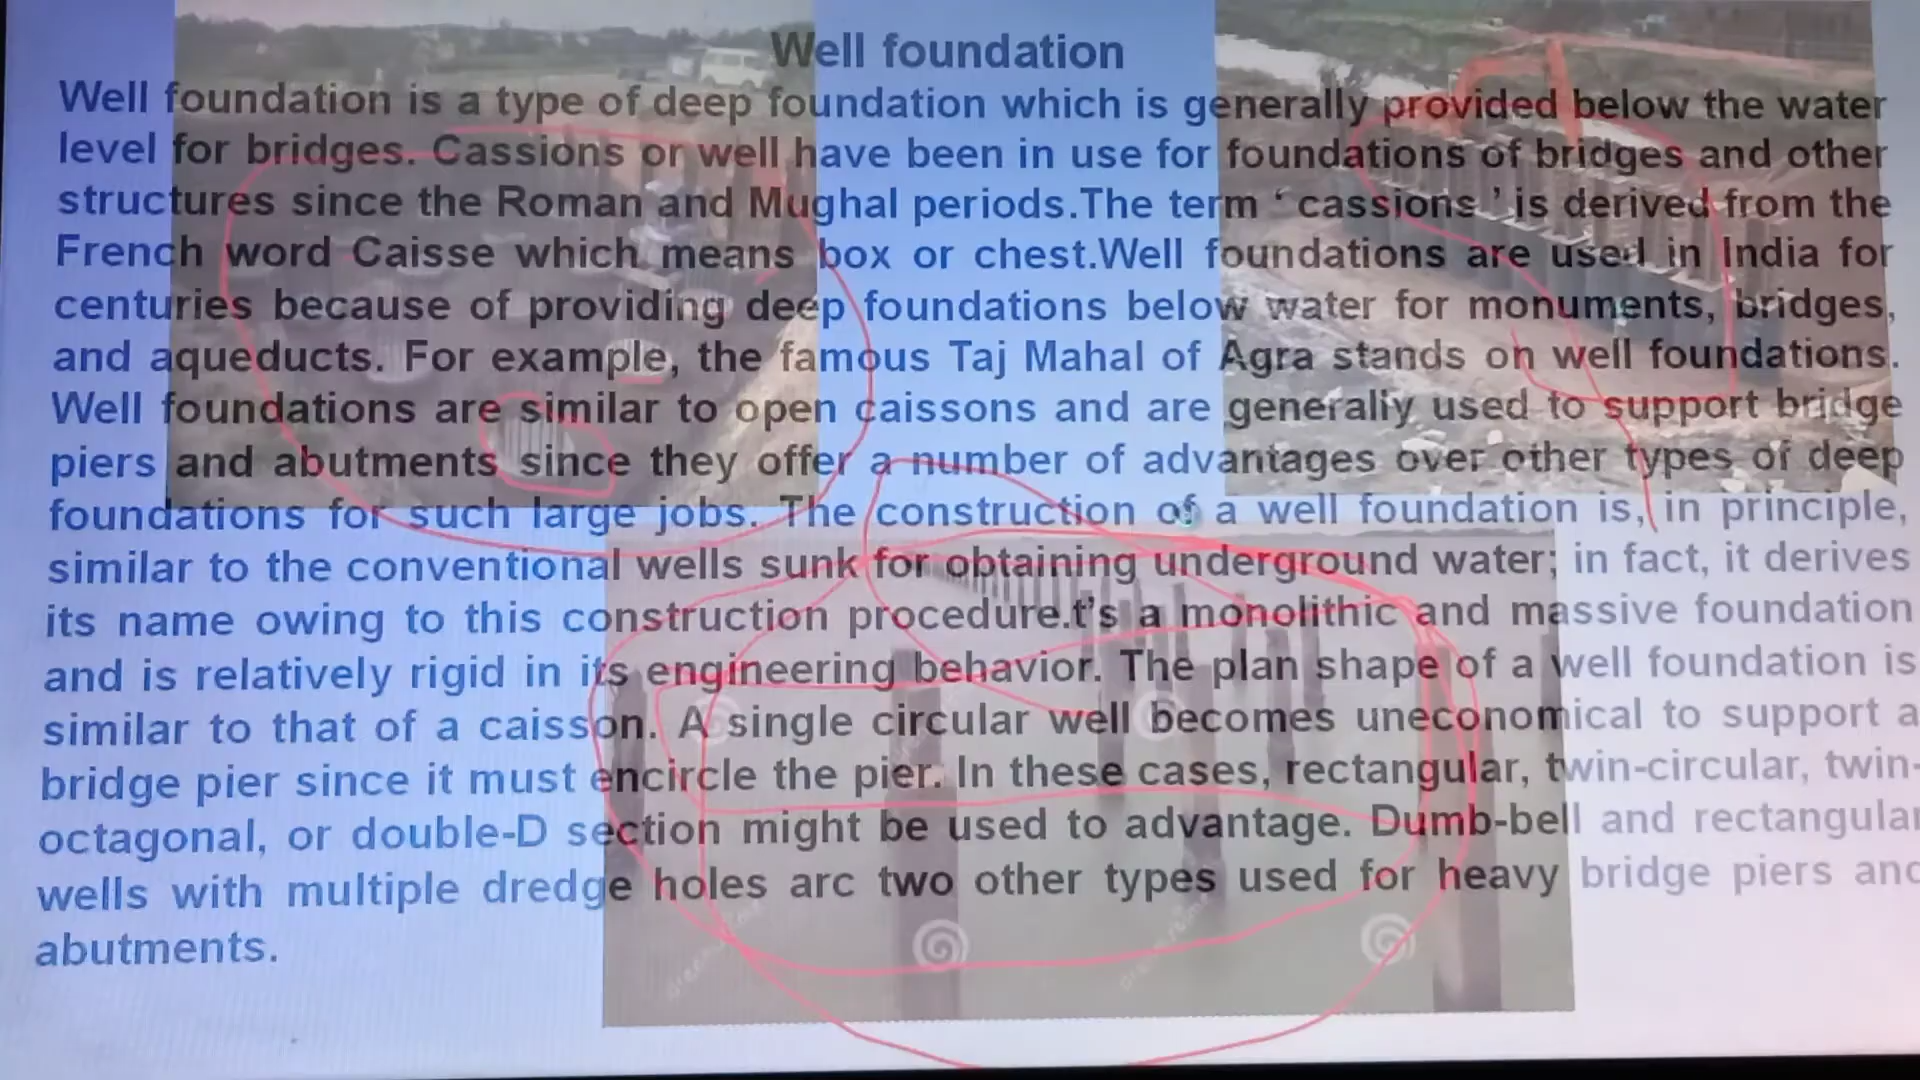 Well foundation
Well foundation is a type of deep foundation which is generally provided below the water
level for bridges. Cassions or well have been in use for foundations of bridges and other
structures since the Roman and Mughal periods.The term ‘ cassions ’ is derived from the
French word Caisse which means box or chest.Well foundations are used in India for
centuries because of providing deep foundations below water for monuments, bridges,
and aqueducts. For example, the famous Taj Mahal of Agra stands on well foundations.
Well foundations are similar to open caissons and are generally used to support bridge
piers and abutments since they offer a number of advantages over other types of deep
foundations for such large jobs. The construction of a well foundation is, in principle,
similar to the conventional wells sunk for obtaining underground water; in fact, it derives
its name owing to this construction procedure.t’s a monolithic and massive foundation
and is relatively rigid in its engineering behavior. The plan shape of a well foundation is
similar to that of a caisson. A single circular well becomes uneconomical to support a
bridge pier since it must encircle the pier. In these cases, rectangular, twin-circular, twin-
octagonal, or double-D section might be used to advantage. Dumb-bell and rectangular
wells with multiple dredge holes arc two other types used for heavy bridge piers and
abutments.